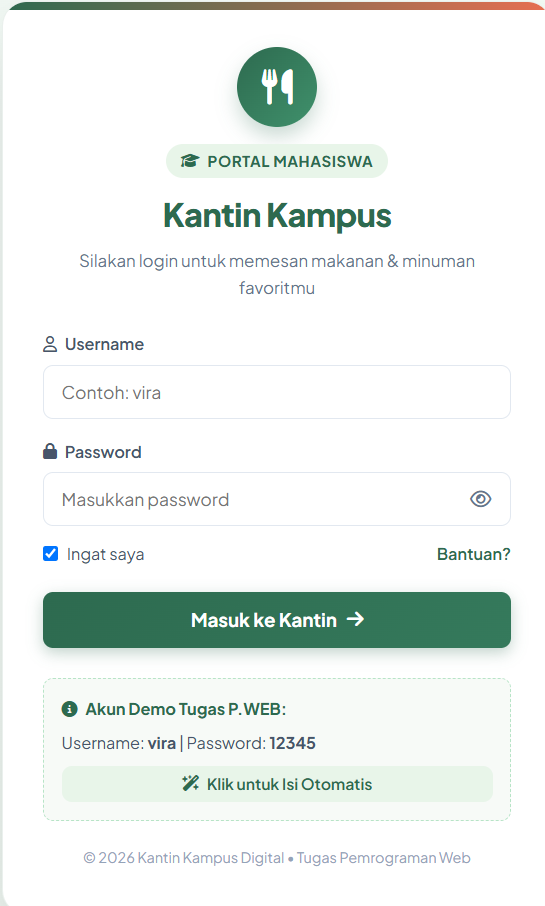 PORTAL MAHASISWA
Kantin Kampus
Silakan login untuk memesan makanan & minuman
favoritmu
Username
Contoh: vira
Password
Masukkan password
Ingat saya
Bantuan?
Masuk ke Kantin
Akun Demo Tugas P.WEB:
Username: vira | Password: 12345
Klik untuk Isi Otomatis
© 2026 Kantin Kampus Digital • Tugas Pemrograman Web